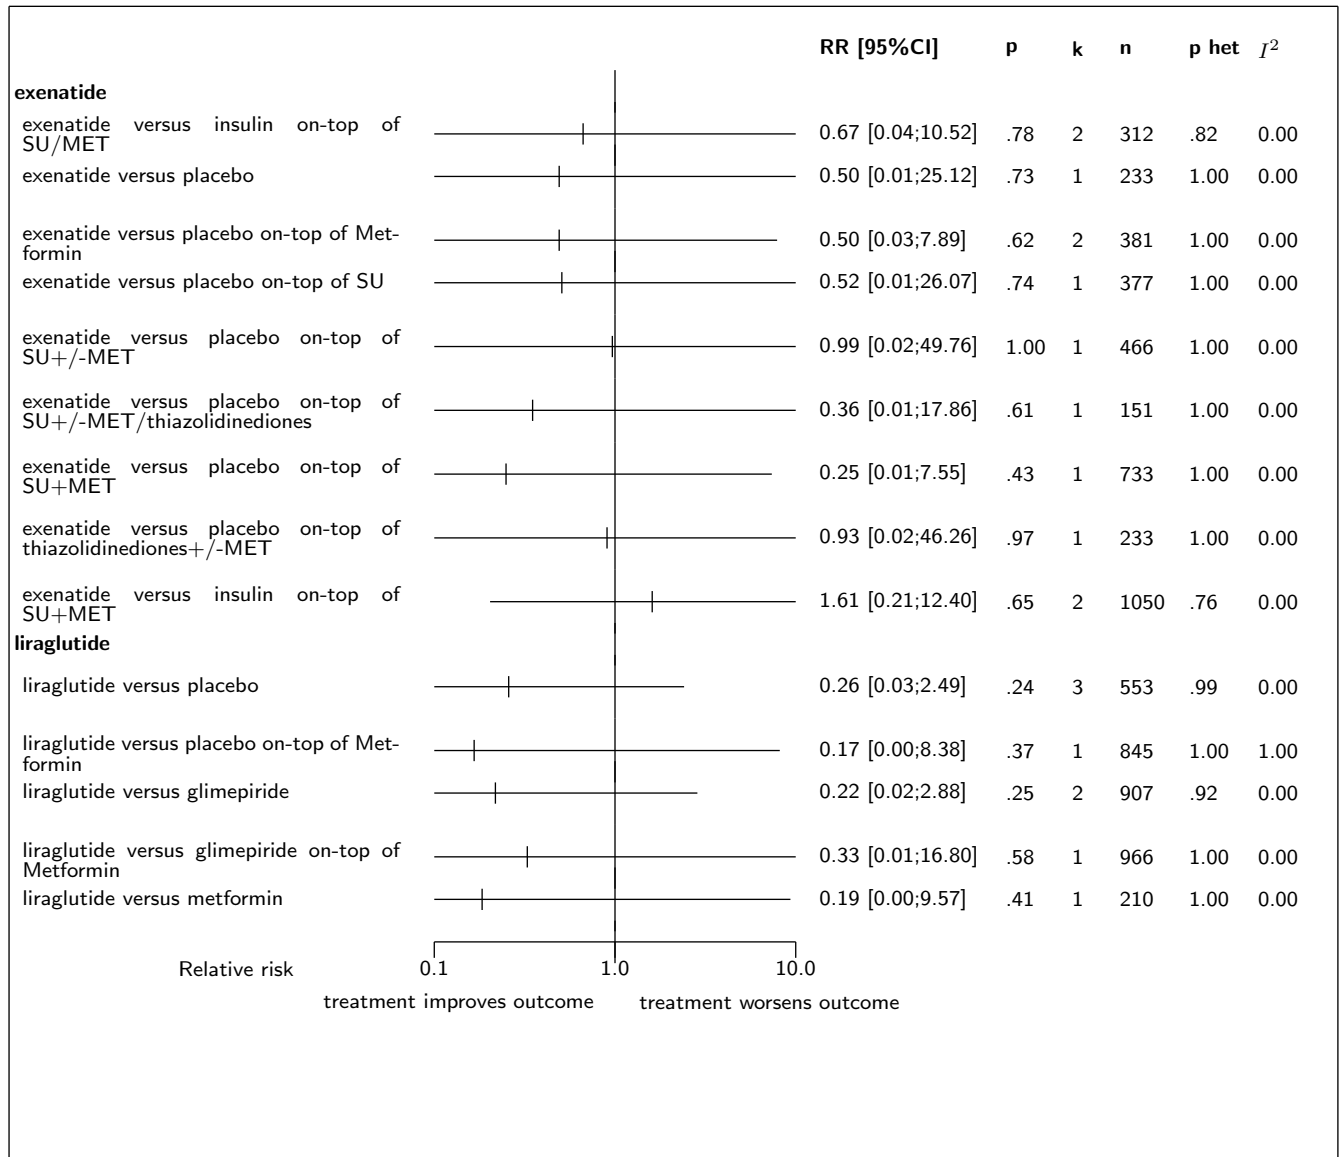 RR [95%CI] p k n p het I²
exenatide
exenatide versus insulin on-top of
SU/MET
0.67 [0.04;10.52] .78 2 312 .82 0.00
exenatide versus placebo 0.50 [0.01;25.12] .73 1 233 1.00 0.00
exenatide versus placebo on-top of Met-
formin
0.50 [0.03;7.89] .62 2 381 1.00 0.00
exenatide versus placebo on-top of SU 0.52 [0.01;26.07] .74 1 377 1.00 0.00
exenatide versus placebo on-top of
SU+/-MET
0.99 [0.02;49.76] 1.00 1 466 1.00 0.00
exenatide versus placebo on-top of
SU+/-MET/thiazolidinediones
0.36 [0.01;17.86] .61 1 151 1.00 0.00
exenatide versus placebo on-top of
SU+MET
0.25 [0.01;7.55] .43 1 733 1.00 0.00
exenatide versus placebo on-top of
thiazolidinediones+/-MET
0.93 [0.02;46.26] .97 1 233 1.00 0.00
exenatide versus insulin on-top of
SU+MET
1.61 [0.21;12.40] .65 2 1050 .76 0.00
liraglutide
liraglutide versus placebo 0.26 [0.03;2.49] .24 3 553 .99 0.00
liraglutide versus placebo on-top of Met-
formin
0.17 [0.00;8.38] .37 1 845 1.00 1.00
liraglutide versus glimepiride 0.22 [0.02;2.88] .25 2 907 .92 0.00
liraglutide versus glimepiride on-top of
Metformin
0.33 [0.01;16.80] .58 1 966 1.00 0.00
liraglutide versus metformin 0.19 [0.00;9.57] .41 1 210 1.00 0.00
Relative risk 0.1 1.0 10.0
treatment improves outcome treatment worsens outcome